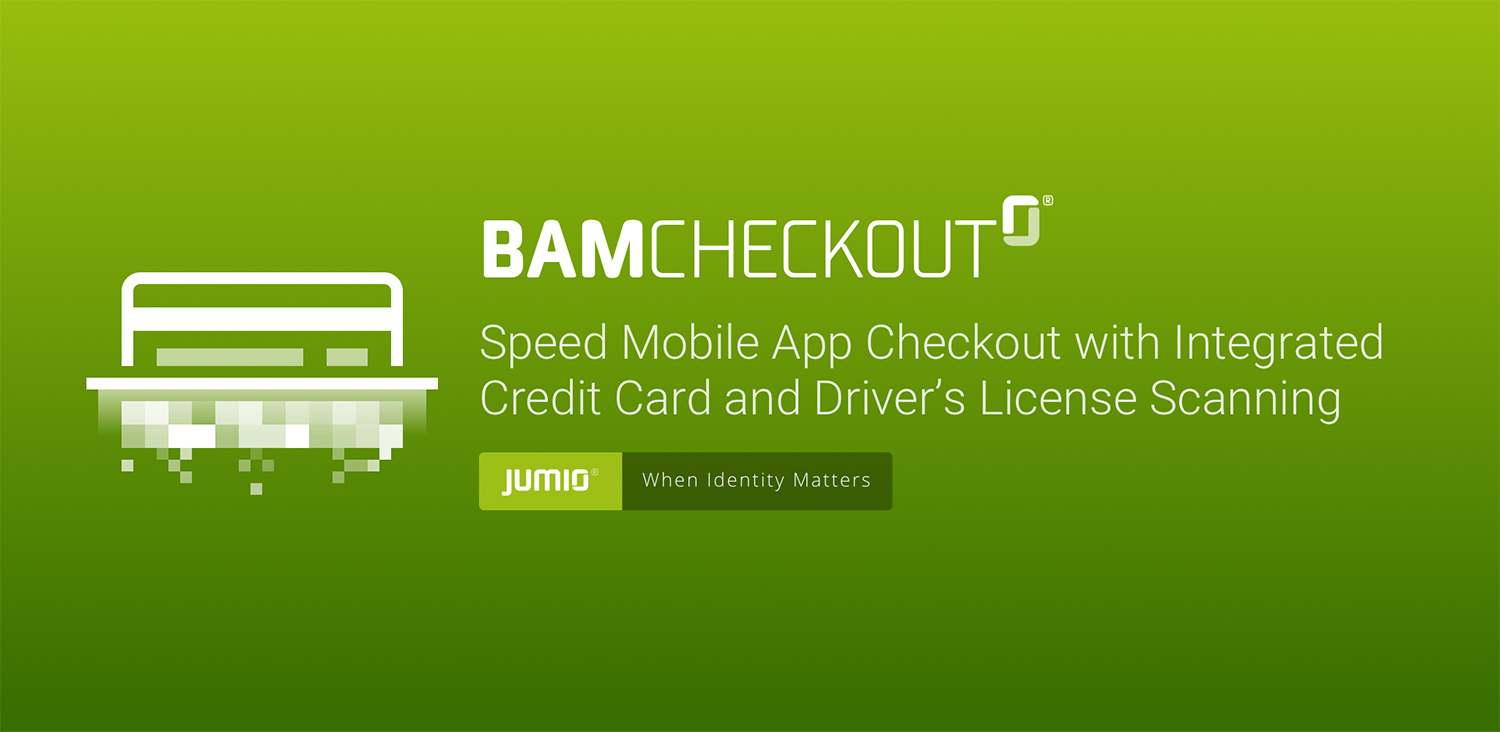 BAMCHECKOUT®
Speed Mobile App Checkout with Integrated
Credit Card and Driver’s License Scanning
JUMIO® When Identity Matters